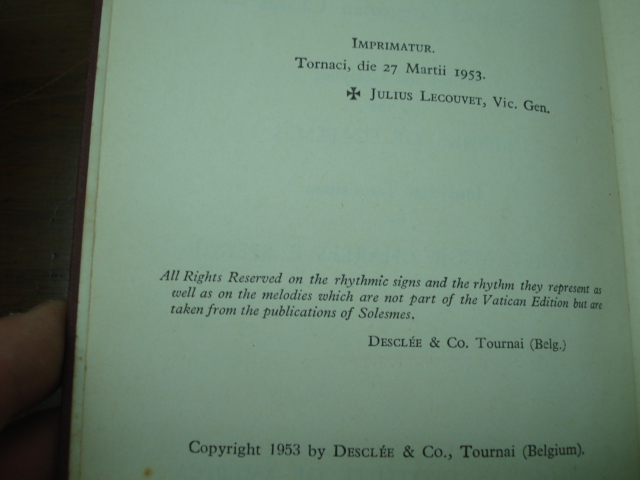 IMPRIMATUR.
Tornaci, die 27 Martii 1953.
✠ JULIUS LECOUVET, Vic. Gen.
All Rights Reserved on the rhythmic signs and the rhythm they represent as
well as on the melodies which are not part of the Vatican Edition but are
taken from the publications of Solesmes.
DESCLÉE & Co. Tournai (Belg.)
Copyright 1953 by DESCLÉE & Co., Tournai (Belgium).